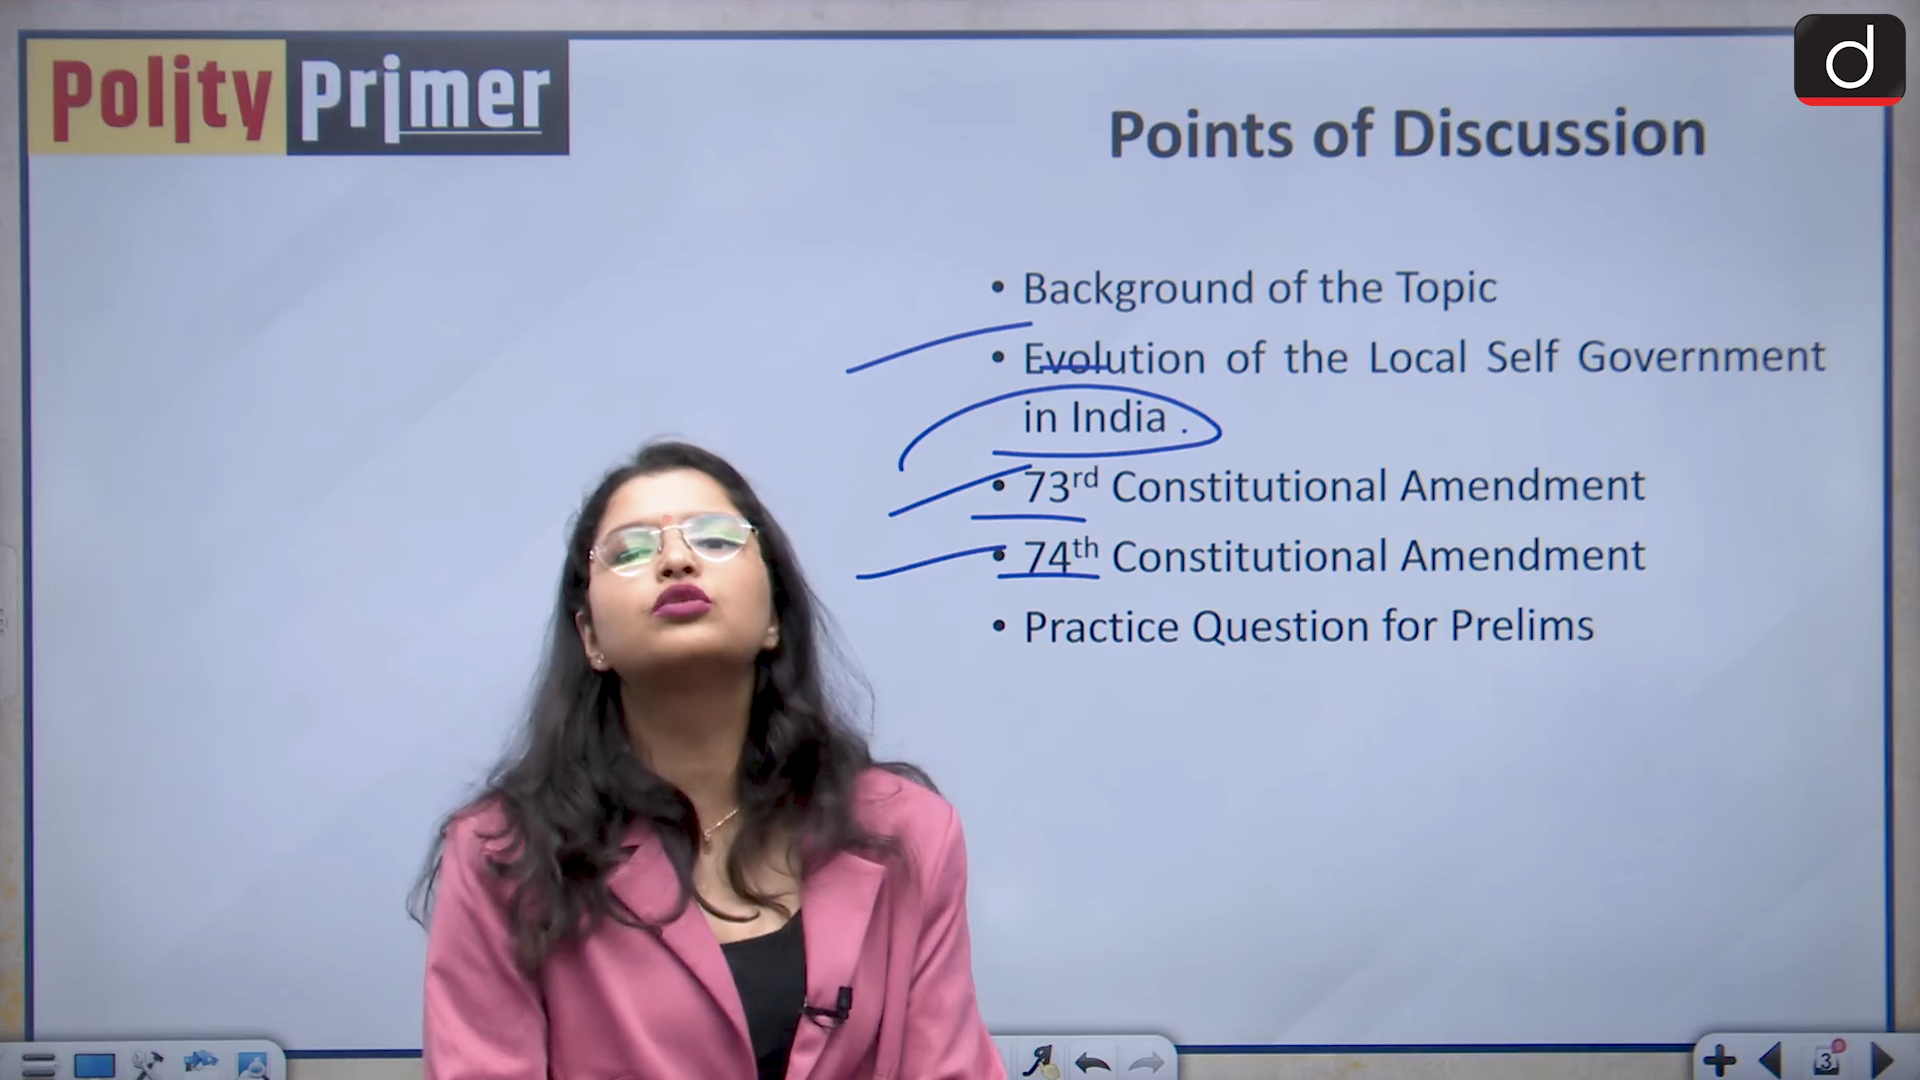 Polity Primer
d
Points of Discussion
• Background of the Topic
• Evolution of the Local Self Government
in India .
• 73rd Constitutional Amendment
• 74th Constitutional Amendment
• Practice Question for Prelims
3